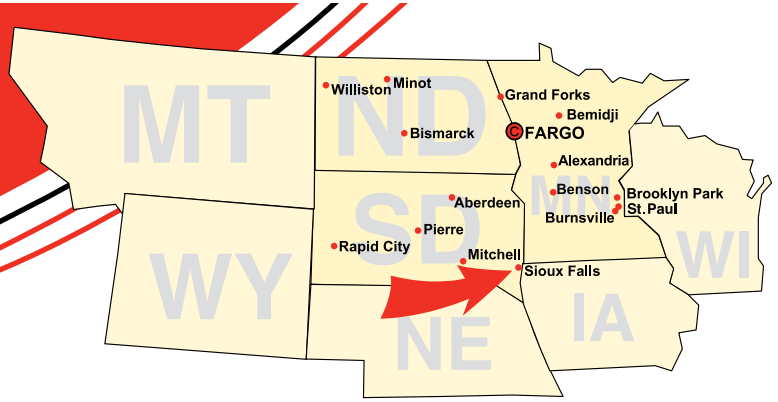 MT
ND
Williston
Minot
Bismarck
Grand Forks
Bemidji
C FARGO
Alexandria
MN
Benson
Brooklyn Park
St. Paul
Burnsville
SD
Aberdeen
Pierre
Rapid City
Mitchell
Sioux Falls
WI
WY
NE
IA